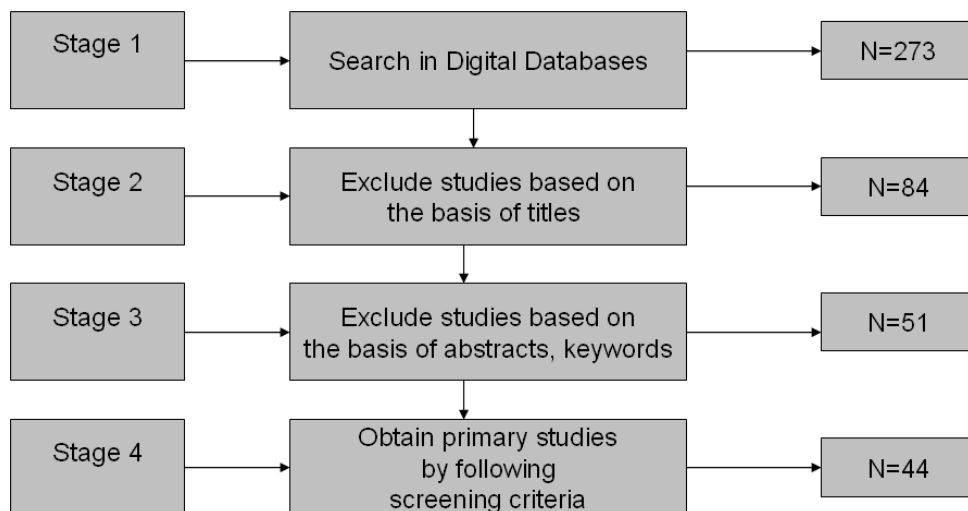 Stage 1
Search in Digital Databases
N=273
Stage 2
Exclude studies based on
the basis of titles
N=84
Stage 3
Exclude studies based on
the basis of abstracts, keywords
N=51
Stage 4
Obtain primary studies
by following
screening criteria
N=44